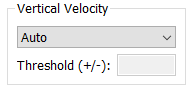 Vertical Velocity
Auto
Threshold (+/-):